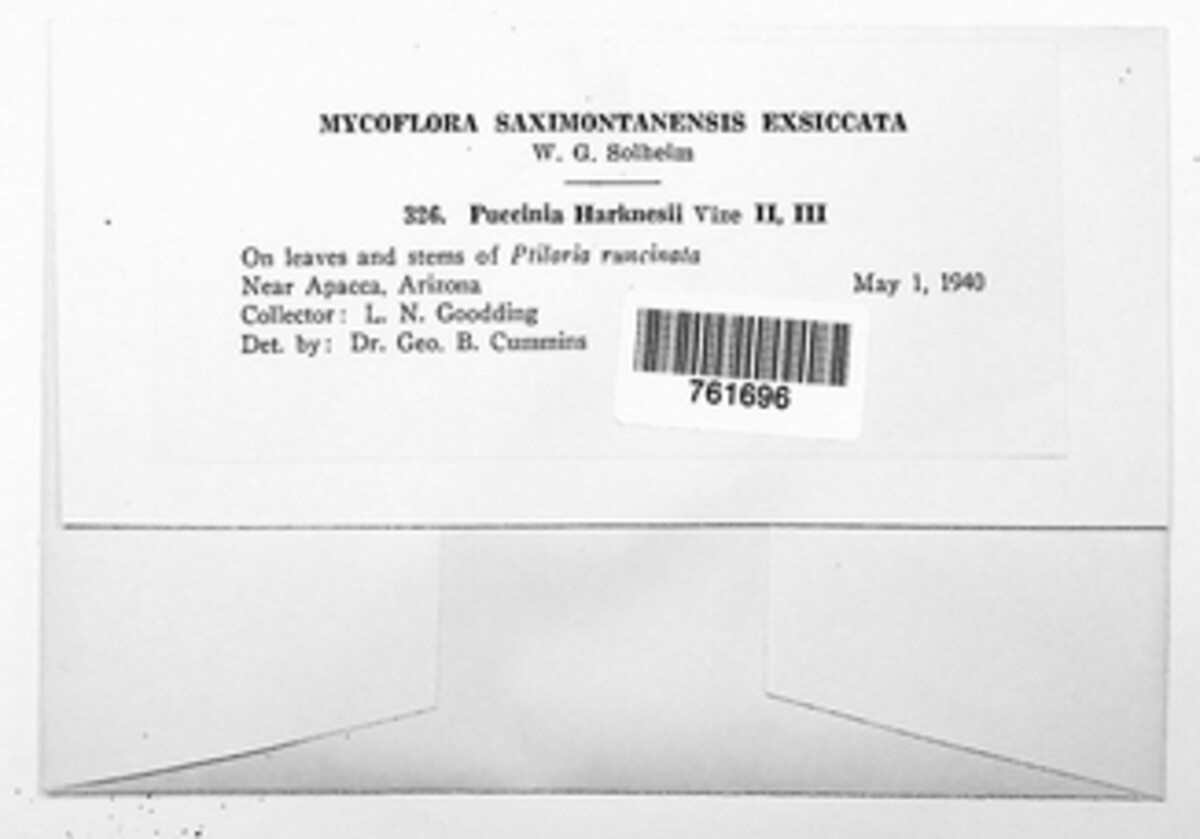 MYCOFLORA SAXIMONTANENSIS EXSICCATA
W. G. Solheim
326. Puccinia Harknesii Vize II, III
On leaves and stems of Ptiloria runcinata
Near Apacca, Arizona
May 1, 1940
Collector: L. N. Goodding
Det. by: Dr. Geo. B. Cummins
761696